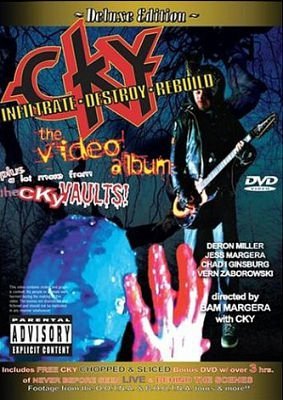 ~ Deluxe Edition ~
CKY
INFILTRATE·DESTROY·REBUILD
the
video
album
plus
a lot more from
the CKY VAULTS!
DVD
VIDEO
DERON MILLER
JESS MARGERA
CHAD I GINSBURG
VERN ZABOROWSKI
directed by
BAM MARGERA
with CKY
PARENTAL
ADVISORY
EXPLICIT CONTENT
Includes FREE CKY CHOPPED & SLICED Bonus DVD w/ over 3 hrs.
of NEVER BEFORE SEEN LIVE & BEHIND THE SCENES